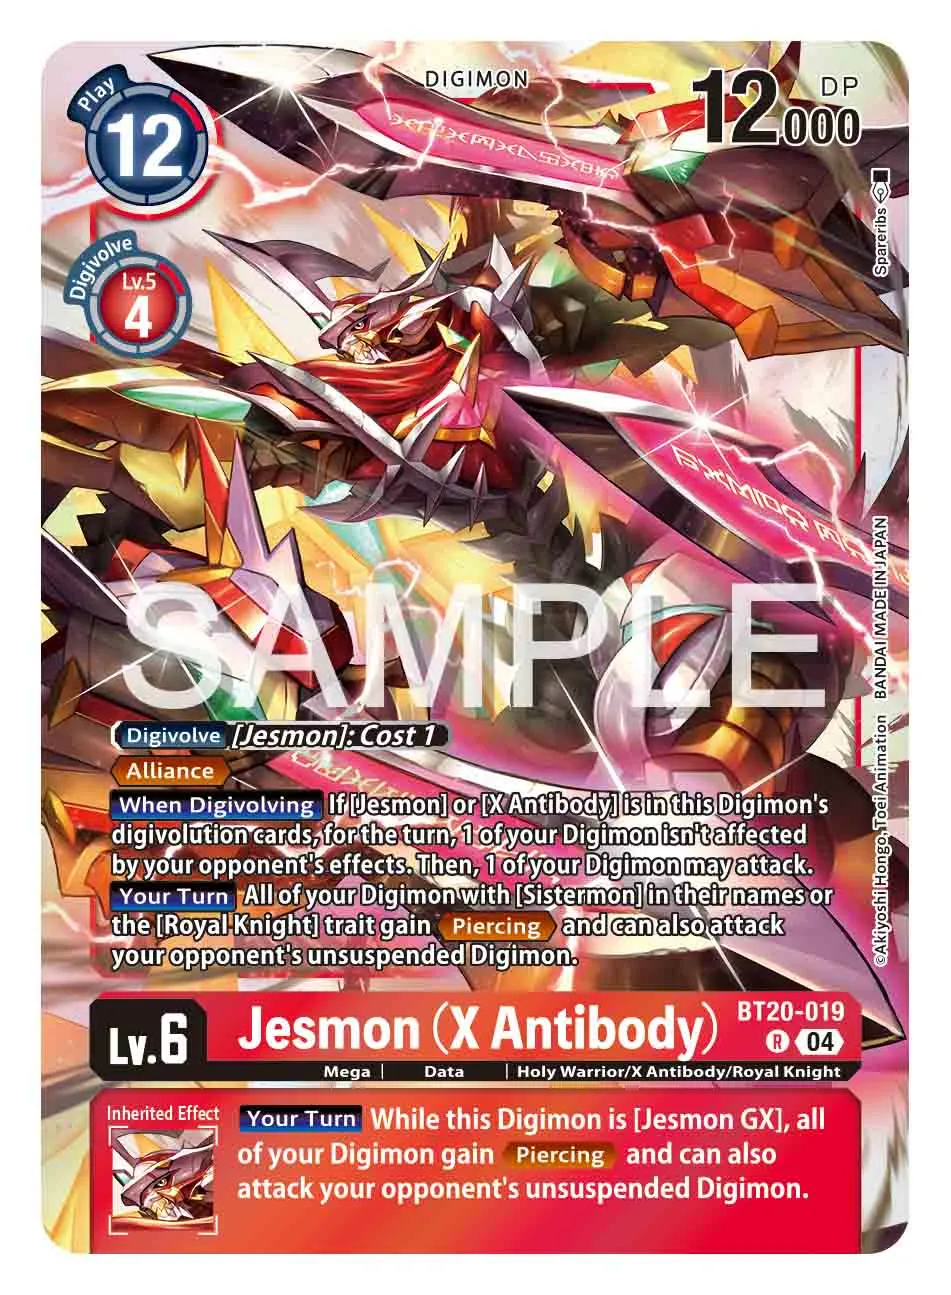 DIGIMON
Play
12
12000
DP
Digivolve
Lv.5
4
Spareribs
SAMPLE
BANDAI MADE IN JAPAN
©Akiyoshi Hongo, Toei Animation
Digivolve [Jesmon]: Cost 1
Alliance
When Digivolving If [Jesmon] or [X Antibody] is in this Digimon's
digivolution cards, for the turn, 1 of your Digimon isn't affected
by your opponent's effects. Then, 1 of your Digimon may attack.
Your Turn All of your Digimon with [Sistermon] in their names or
the [Royal Knight] trait gain Piercing and can also attack
your opponent's unsuspended Digimon.
Lv.6
Jesmon (X Antibody)
BT20-019
R 04
Mega | Data | Holy Warrior/X Antibody/Royal Knight
Inherited Effect
Your Turn While this Digimon is [Jesmon GX], all
of your Digimon gain Piercing and can also
attack your opponent's unsuspended Digimon.